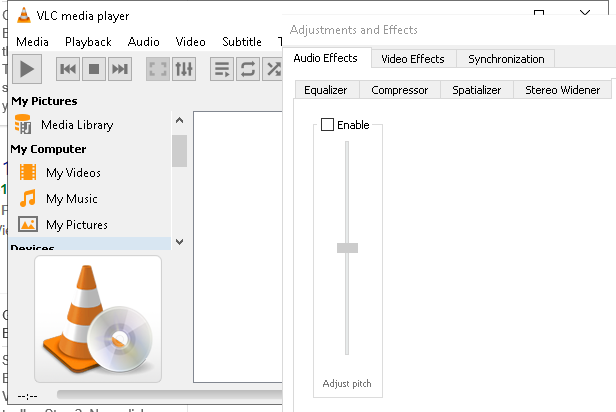 VLC media player
Media Playback Audio Video Subtitle
My Pictures
Media Library
My Computer
My Videos
My Music
My Pictures
Devices
--:--
Adjustments and Effects
Audio Effects Video Effects Synchronization
Equalizer Compressor Spatializer Stereo Widener
Enable
Adjust pitch